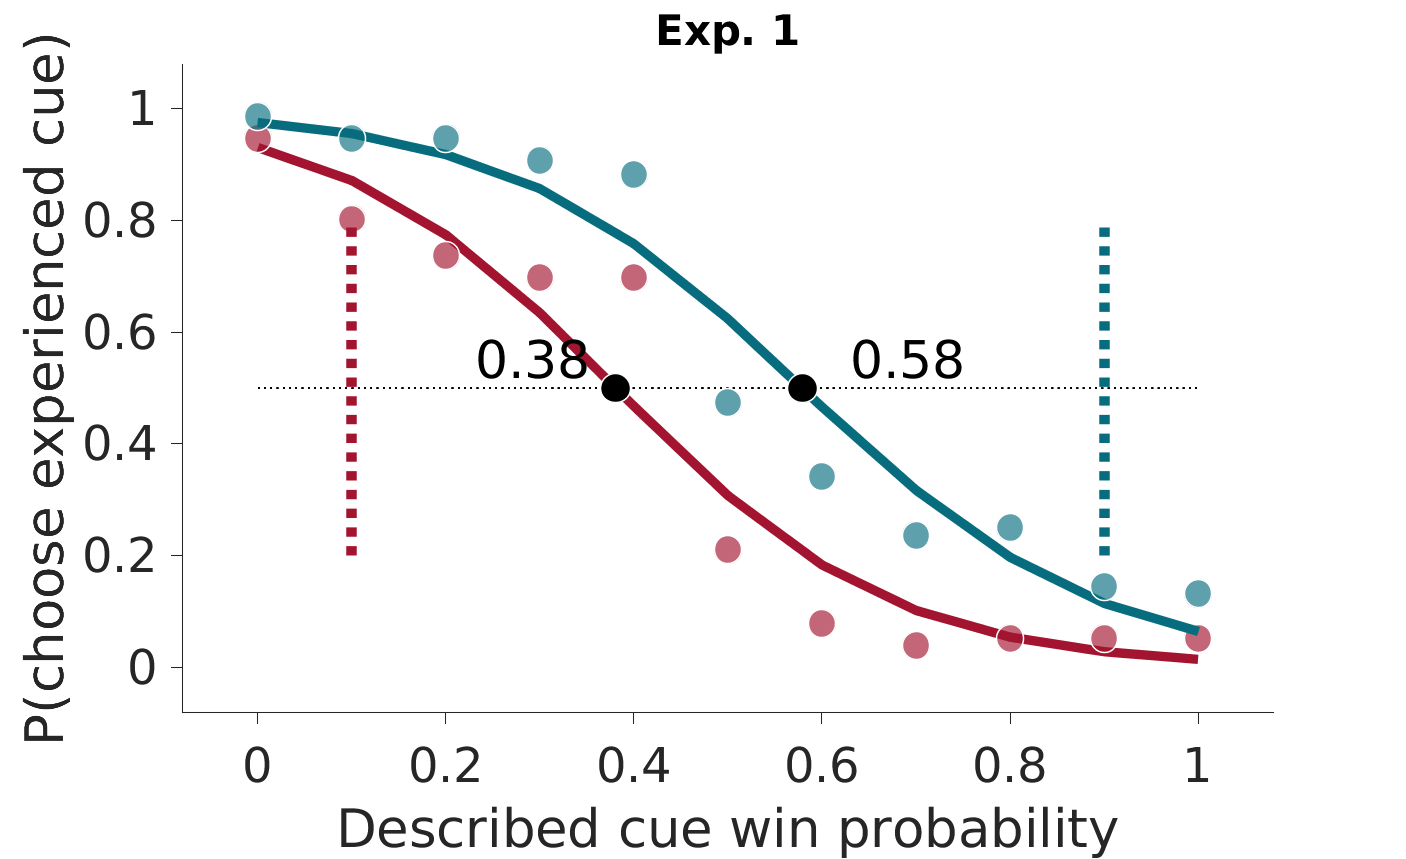 Exp. 1
P(choose experienced cue)
1
0.8
0.6
0.4
0.2
0
0.38
0.58
0 0.2 0.4 0.6 0.8 1
Described cue win probability